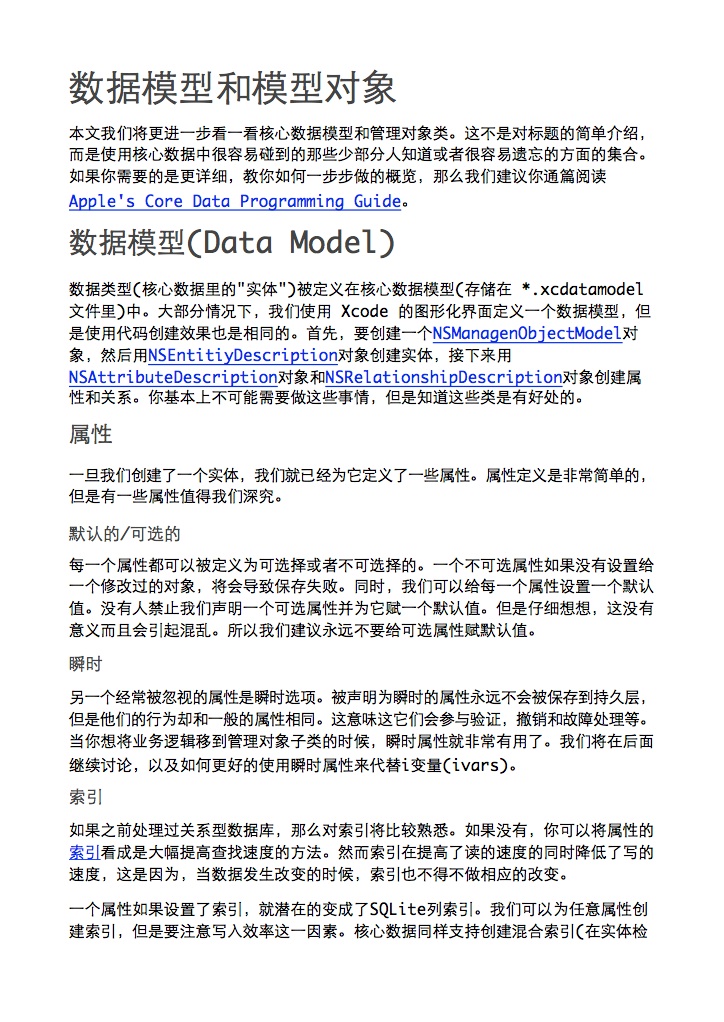 数据模型和模型对象
本文我们将更进一步看一看核心数据模型和管理对象类。这不是对标题的简单介绍，
而是使用核心数据中很容易碰到的那些少部分人知道或者很容易遗忘的方面的集合。
如果你需要的是更详细，教你如何一步步做的概览，那么我们建议你通篇阅读
Apple's Core Data Programming Guide。
数据模型(Data Model)
数据类型(核心数据里的"实体")被定义在核心数据模型(存储在 *.xcdatamodel
文件里)中。大部分情况下，我们使用 Xcode 的图形化界面定义一个数据模型，但
是使用代码创建效果也是相同的。首先，要创建一个NSManagenObjectModel对
象，然后用NSEntitiyDescription对象创建实体，接下来用
NSAttributeDescription对象和NSRelationshipDescription对象创建属
性和关系。你基本上不可能需要做这些事情，但是知道这些类是有好处的。
属性
一旦我们创建了一个实体，我们就已经为它定义了一些属性。属性定义是非常简单的，
但是有一些属性值得我们深究。
默认的/可选的
每一个属性都可以被定义为可选择或者不可选择的。一个不可选属性如果没有设置给
一个修改过的对象，将会导致保存失败。同时，我们可以给每一个属性设置一个默认
值。没有人禁止我们声明一个可选属性并为它赋一个默认值。但是仔细想想，这没有
意义而且会引起混乱。所以我们建议永远不要给可选属性赋默认值。
瞬时
另一个经常被忽视的属性是瞬时选项。被声明为瞬时的属性永远不会被保存到持久层，
但是他们的行为却和一般的属性相同。这意味这它们会参与验证，撤销和故障处理等。
当你想将业务逻辑移到管理对象子类的时候，瞬时属性就非常有用了。我们将在后面
继续讨论，以及如何更好的使用瞬时属性来代替i变量(ivars)。
索引
如果之前处理过关系型数据库，那么对索引将比较熟悉。如果没有，你可以将属性的
索引看成是大幅提高查找速度的方法。然而索引在提高了读的速度的同时降低了写的
速度，这是因为，当数据发生改变的时候，索引也不得不做相应的改变。
一个属性如果设置了索引，就潜在的变成了SQLite列索引。我们可以为任意属性创
建索引，但是要注意写入效率这一因素。核心数据同样支持创建混合索引(在实体检